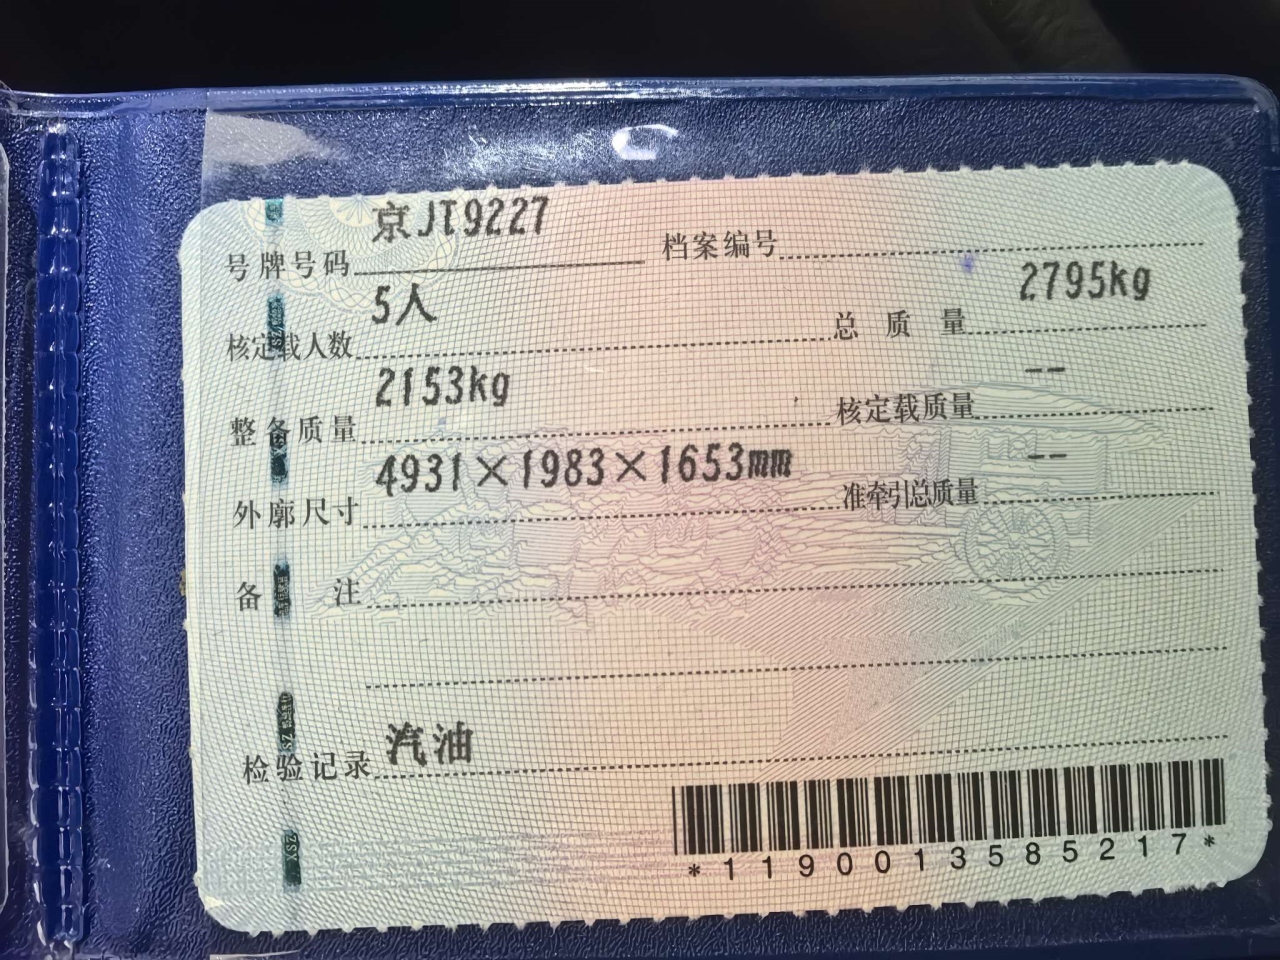 号牌号码 京JT9227 档案编号
核定载人数 5人 总质量 2795kg
整备质量 2153kg 核定载质量 --
外廓尺寸 4931×1983×1653mm 准牵引总质量 --
备注
检验记录 汽油
*1190013585217*